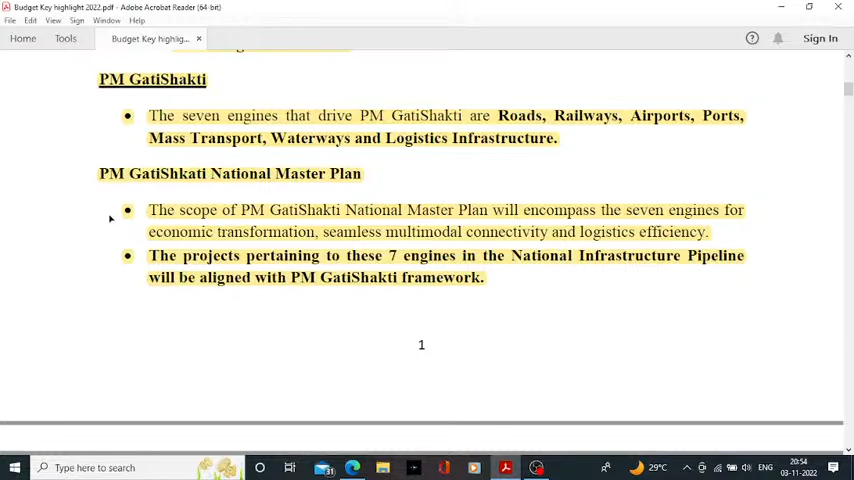 Budget Key highlight 2022.pdf - Adobe Acrobat Reader (64-bit)
File Edit View Sign Window Help
Home Tools Budget Key highlig... × Sign In
PM GatiShakti
• The seven engines that drive PM GatiShakti are Roads, Railways, Airports, Ports,
Mass Transport, Waterways and Logistics Infrastructure.
PM GatiShkati National Master Plan
• The scope of PM GatiShakti National Master Plan will encompass the seven engines for
economic transformation, seamless multimodal connectivity and logistics efficiency.
• The projects pertaining to these 7 engines in the National Infrastructure Pipeline
will be aligned with PM GatiShakti framework.
1
Type here to search 31 29°C ENG 20:54
03-11-2022